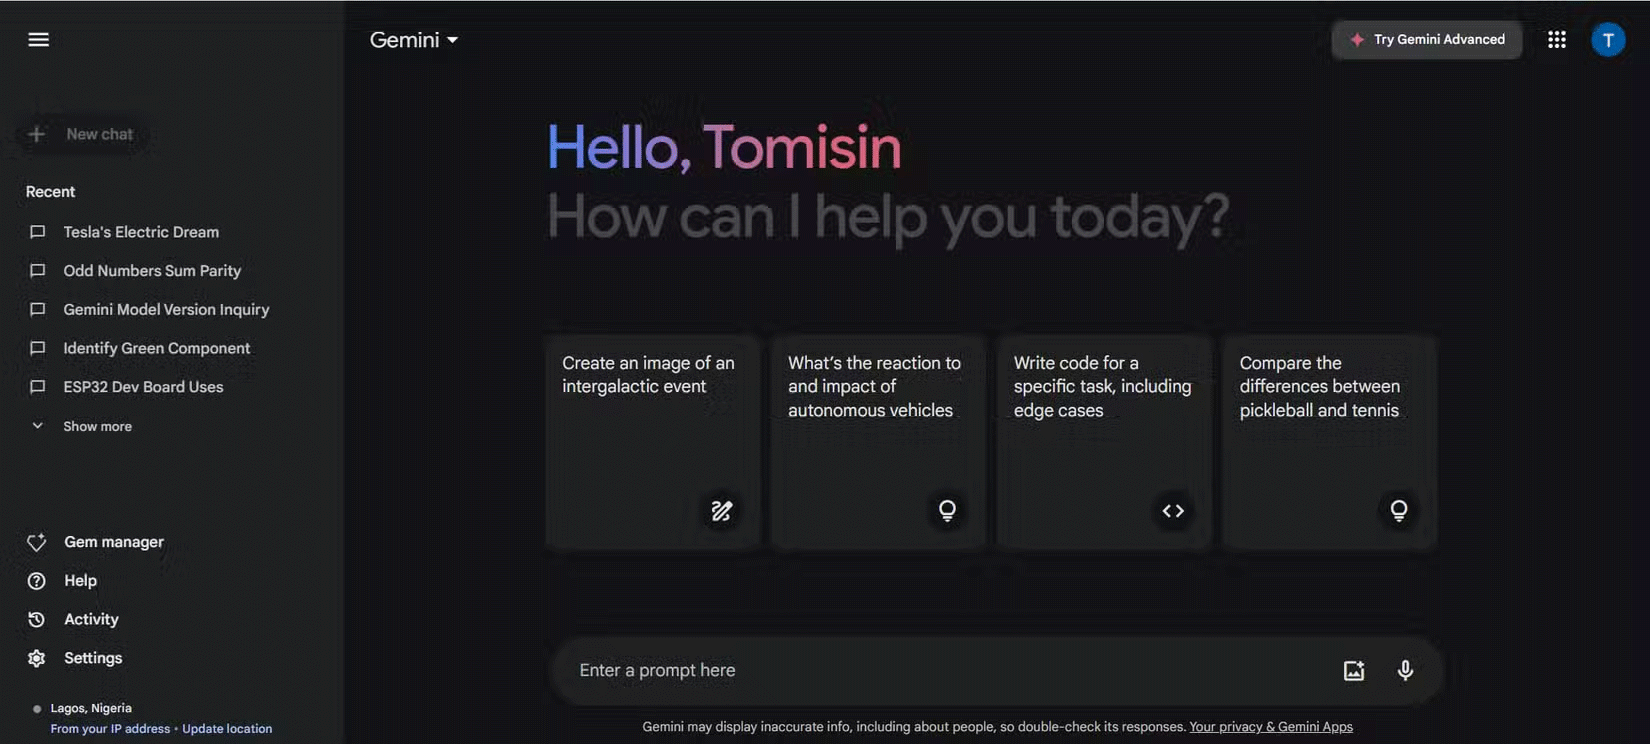 Gemini
Try Gemini Advanced
T
New chat
Recent
Tesla's Electric Dream
Odd Numbers Sum Parity
Gemini Model Version Inquiry
Identify Green Component
ESP32 Dev Board Uses
Show more
Gem manager
Help
Activity
Settings
Lagos, Nigeria
From your IP address • Update location
Hello, Tomisin
How can I help you today?
Create an image of an
intergalactic event
What's the reaction to
and impact of
autonomous vehicles
Write code for a
specific task, including
edge cases
Compare the
differences between
pickleball and tennis
Enter a prompt here
Gemini may display inaccurate info, including about people, so double-check its responses. Your privacy & Gemini Apps